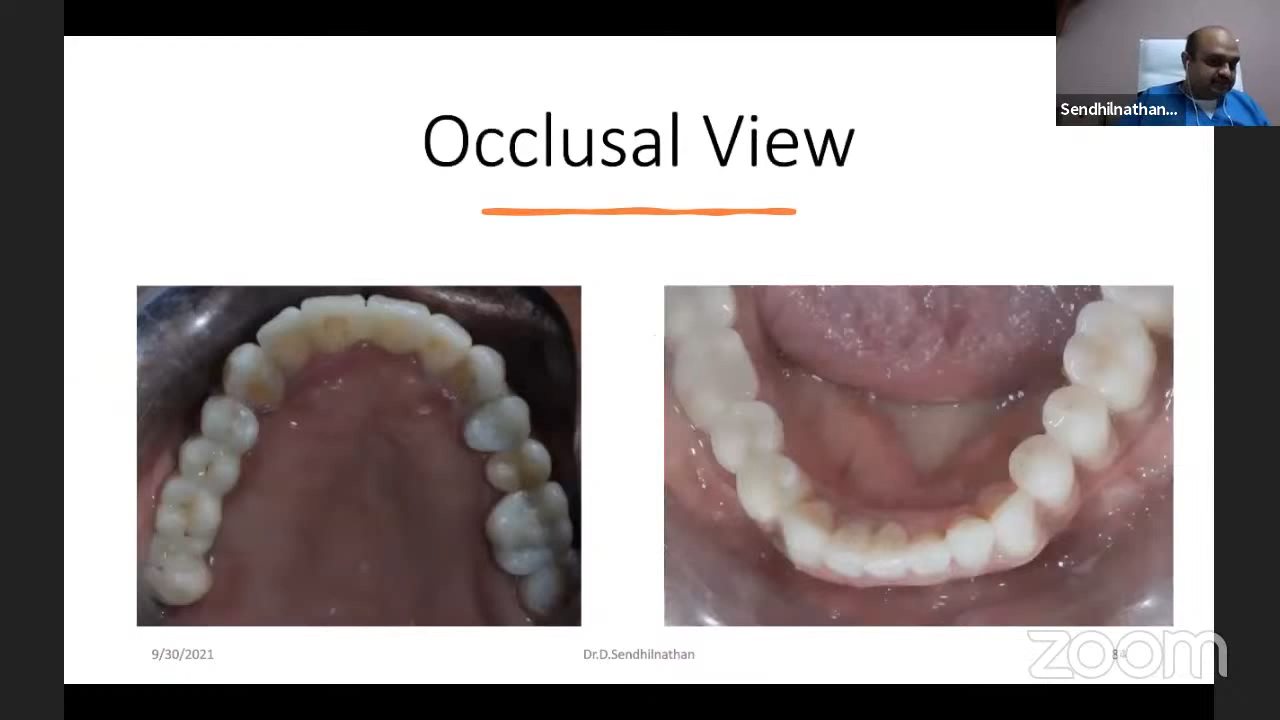 Sendhilnathan...
Occlusal View
9/30/2021
Dr.D.Sendhilnathan
zoom